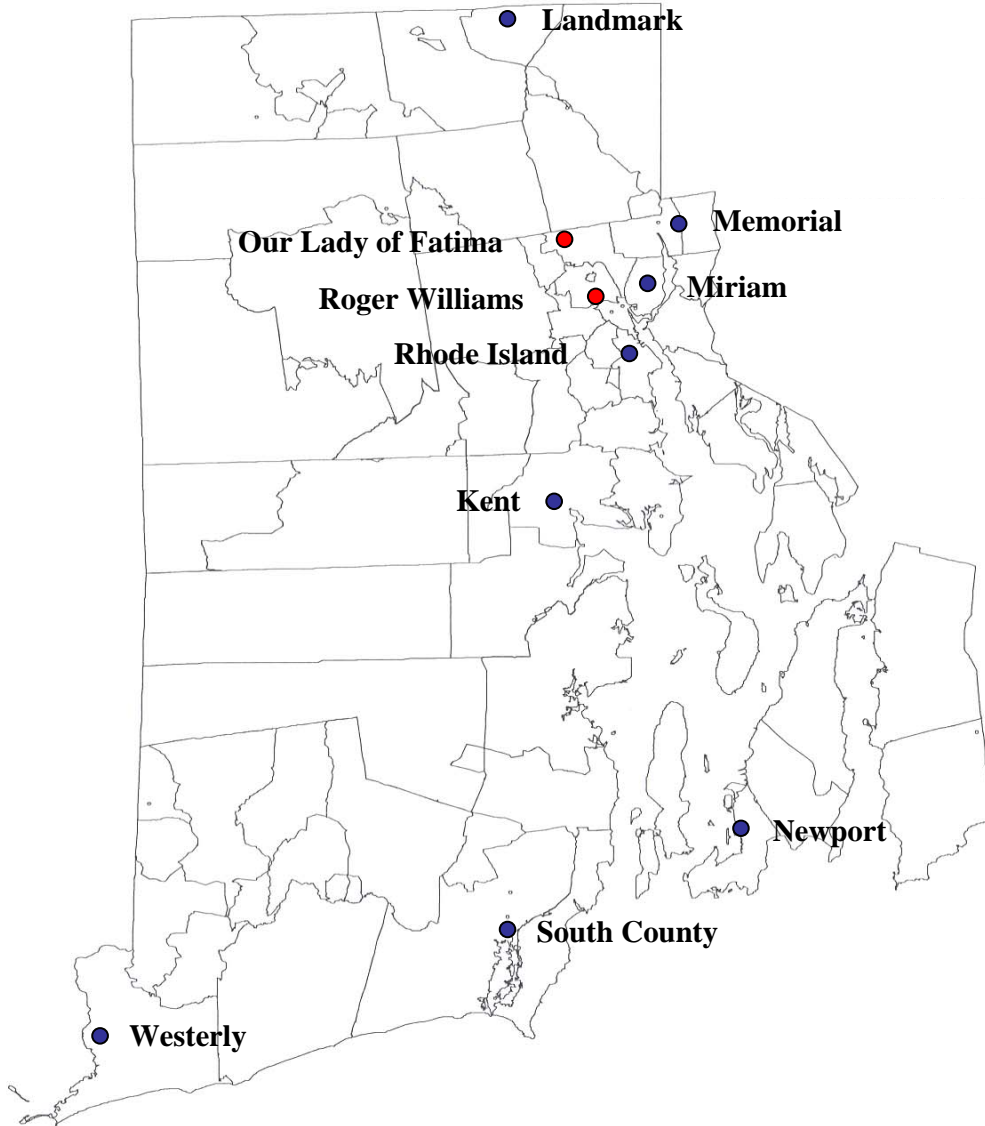 Landmark
Memorial
Our Lady of Fatima
Miriam
Roger Williams
Rhode Island
Kent
Newport
South County
Westerly